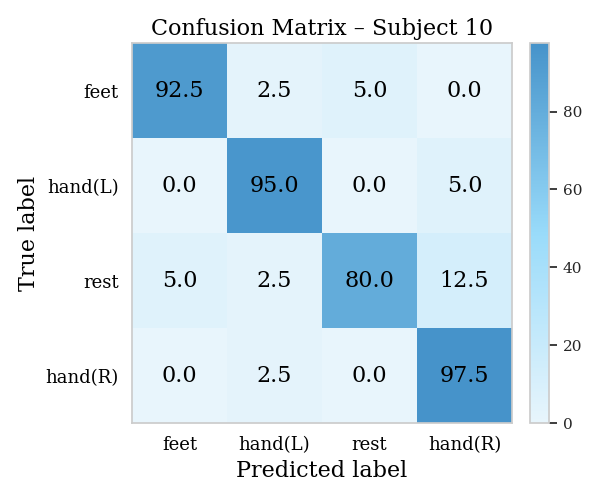 Confusion Matrix – Subject 10
True label
feet 92.5 2.5 5.0 0.0
hand(L) 0.0 95.0 0.0 5.0
rest 5.0 2.5 80.0 12.5
hand(R) 0.0 2.5 0.0 97.5
feet hand(L) rest hand(R)
Predicted label
80
60
40
20
0